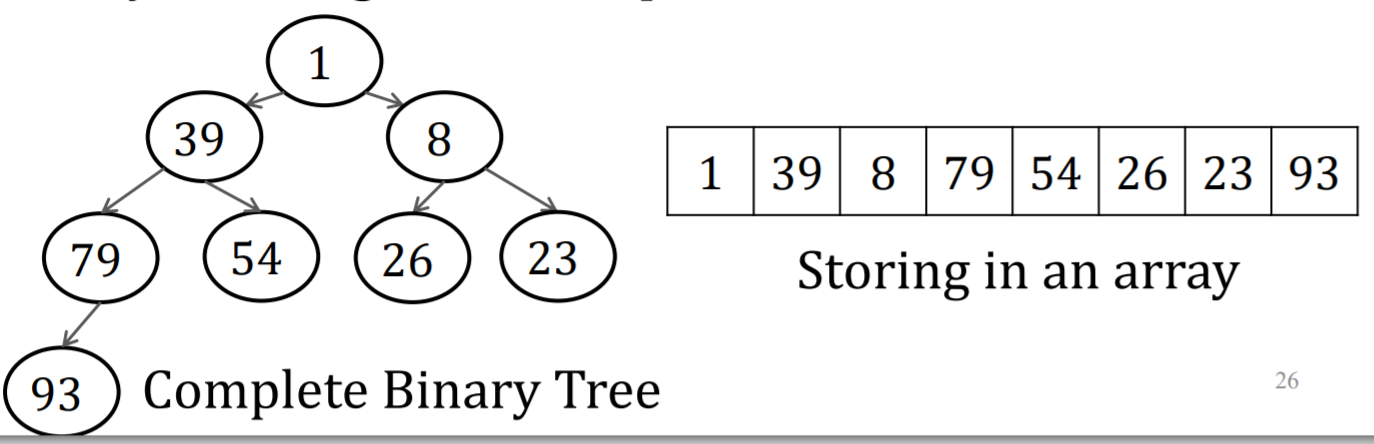 1
39 8
79 54 26 23
93
Complete Binary Tree
1 39 8 79 54 26 23 93
Storing in an array
26